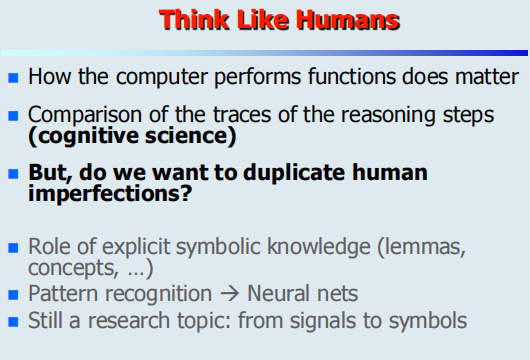 Think Like Humans
How the computer performs functions does matter
Comparison of the traces of the reasoning steps
(cognitive science)
But, do we want to duplicate human
imperfections?
Role of explicit symbolic knowledge (lemmas,
concepts, …)
Pattern recognition → Neural nets
Still a research topic: from signals to symbols